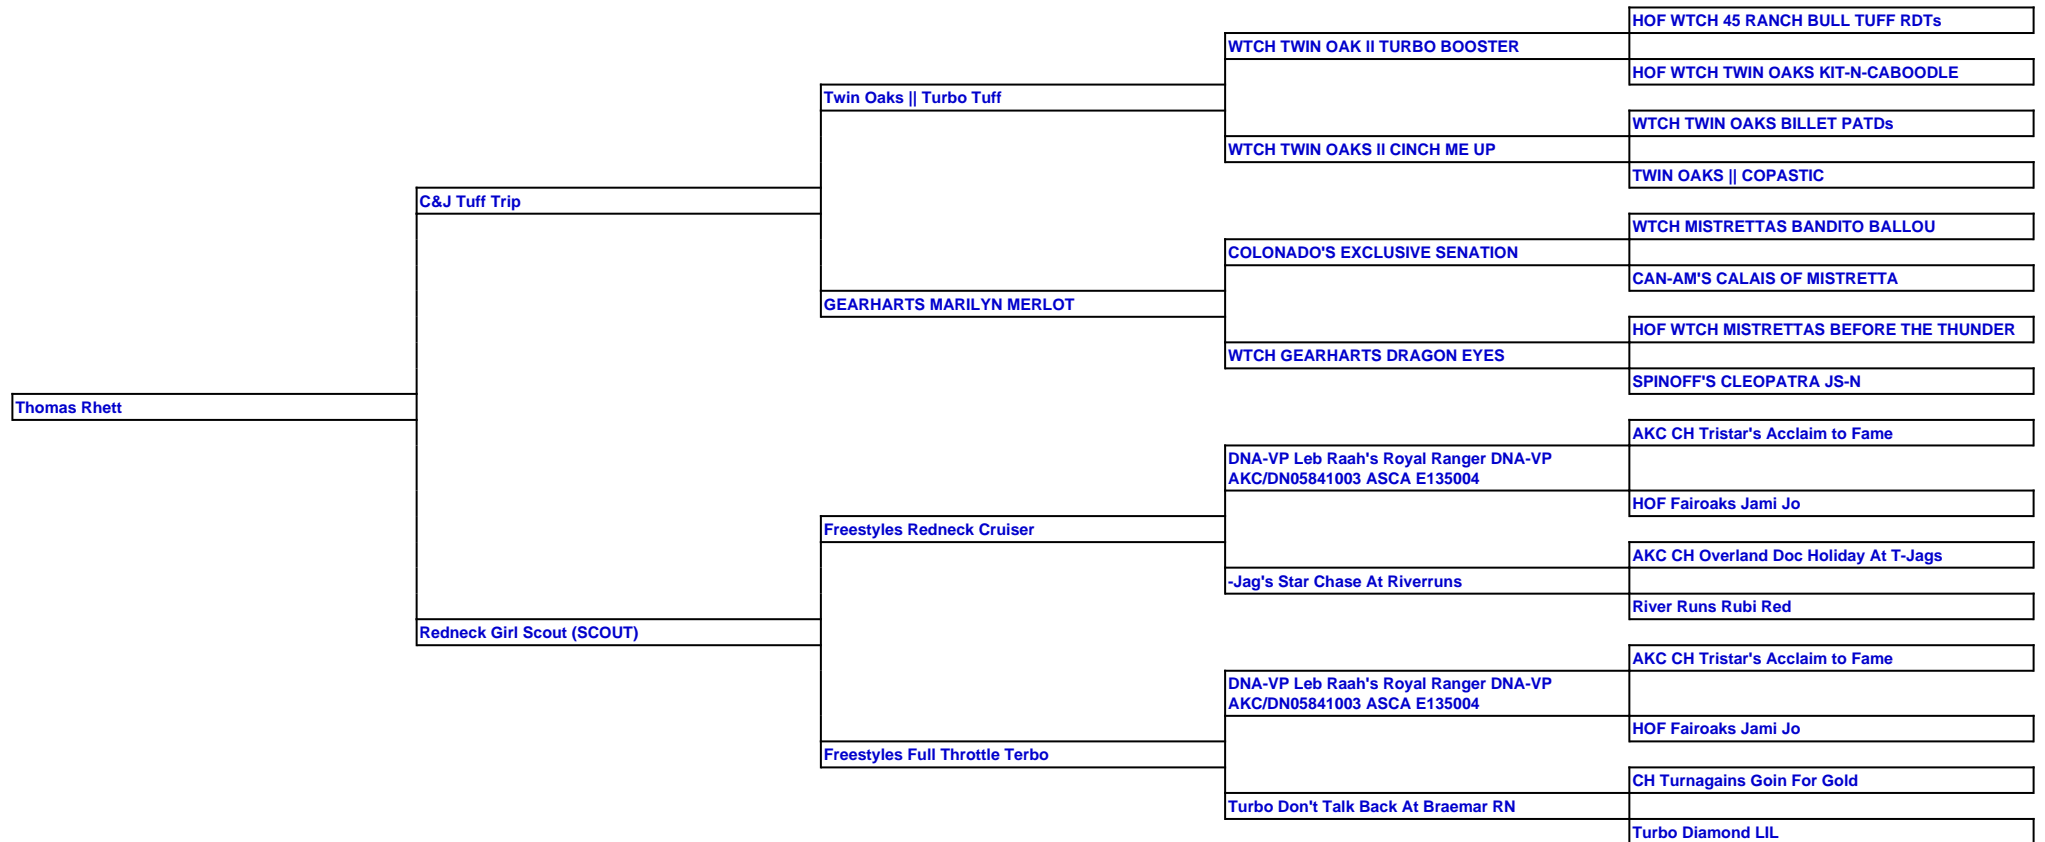 HOF WTCH 45 RANCH BULL TUFF RDTs
WTCH TWIN OAK II TURBO BOOSTER
HOF WTCH TWIN OAKS KIT-N-CABOODLE
Twin Oaks || Turbo Tuff
WTCH TWIN OAKS BILLET PATDs
WTCH TWIN OAKS II CINCH ME UP
TWIN OAKS || COPASTIC
C&J Tuff Trip
WTCH MISTRETTAS BANDITO BALLOU
COLONADO'S EXCLUSIVE SENATION
CAN-AM'S CALAIS OF MISTRETTA
GEARHARTS MARILYN MERLOT
HOF WTCH MISTRETTAS BEFORE THE THUNDER
WTCH GEARHARTS DRAGON EYES
SPINOFF'S CLEOPATRA JS-N
Thomas Rhett
AKC CH Tristar's Acclaim to Fame
DNA-VP Leb Raah's Royal Ranger DNA-VP
AKC/DN05841003 ASCA E135004
HOF Fairoaks Jami Jo
Freestyles Redneck Cruiser
AKC CH Overland Doc Holiday At T-Jags
-Jag's Star Chase At Riverruns
River Runs Rubi Red
Redneck Girl Scout (SCOUT)
AKC CH Tristar's Acclaim to Fame
DNA-VP Leb Raah's Royal Ranger DNA-VP
AKC/DN05841003 ASCA E135004
HOF Fairoaks Jami Jo
Freestyles Full Throttle Terbo
CH Turnagains Goin For Gold
Turbo Don't Talk Back At Braemar RN
Turbo Diamond LIL